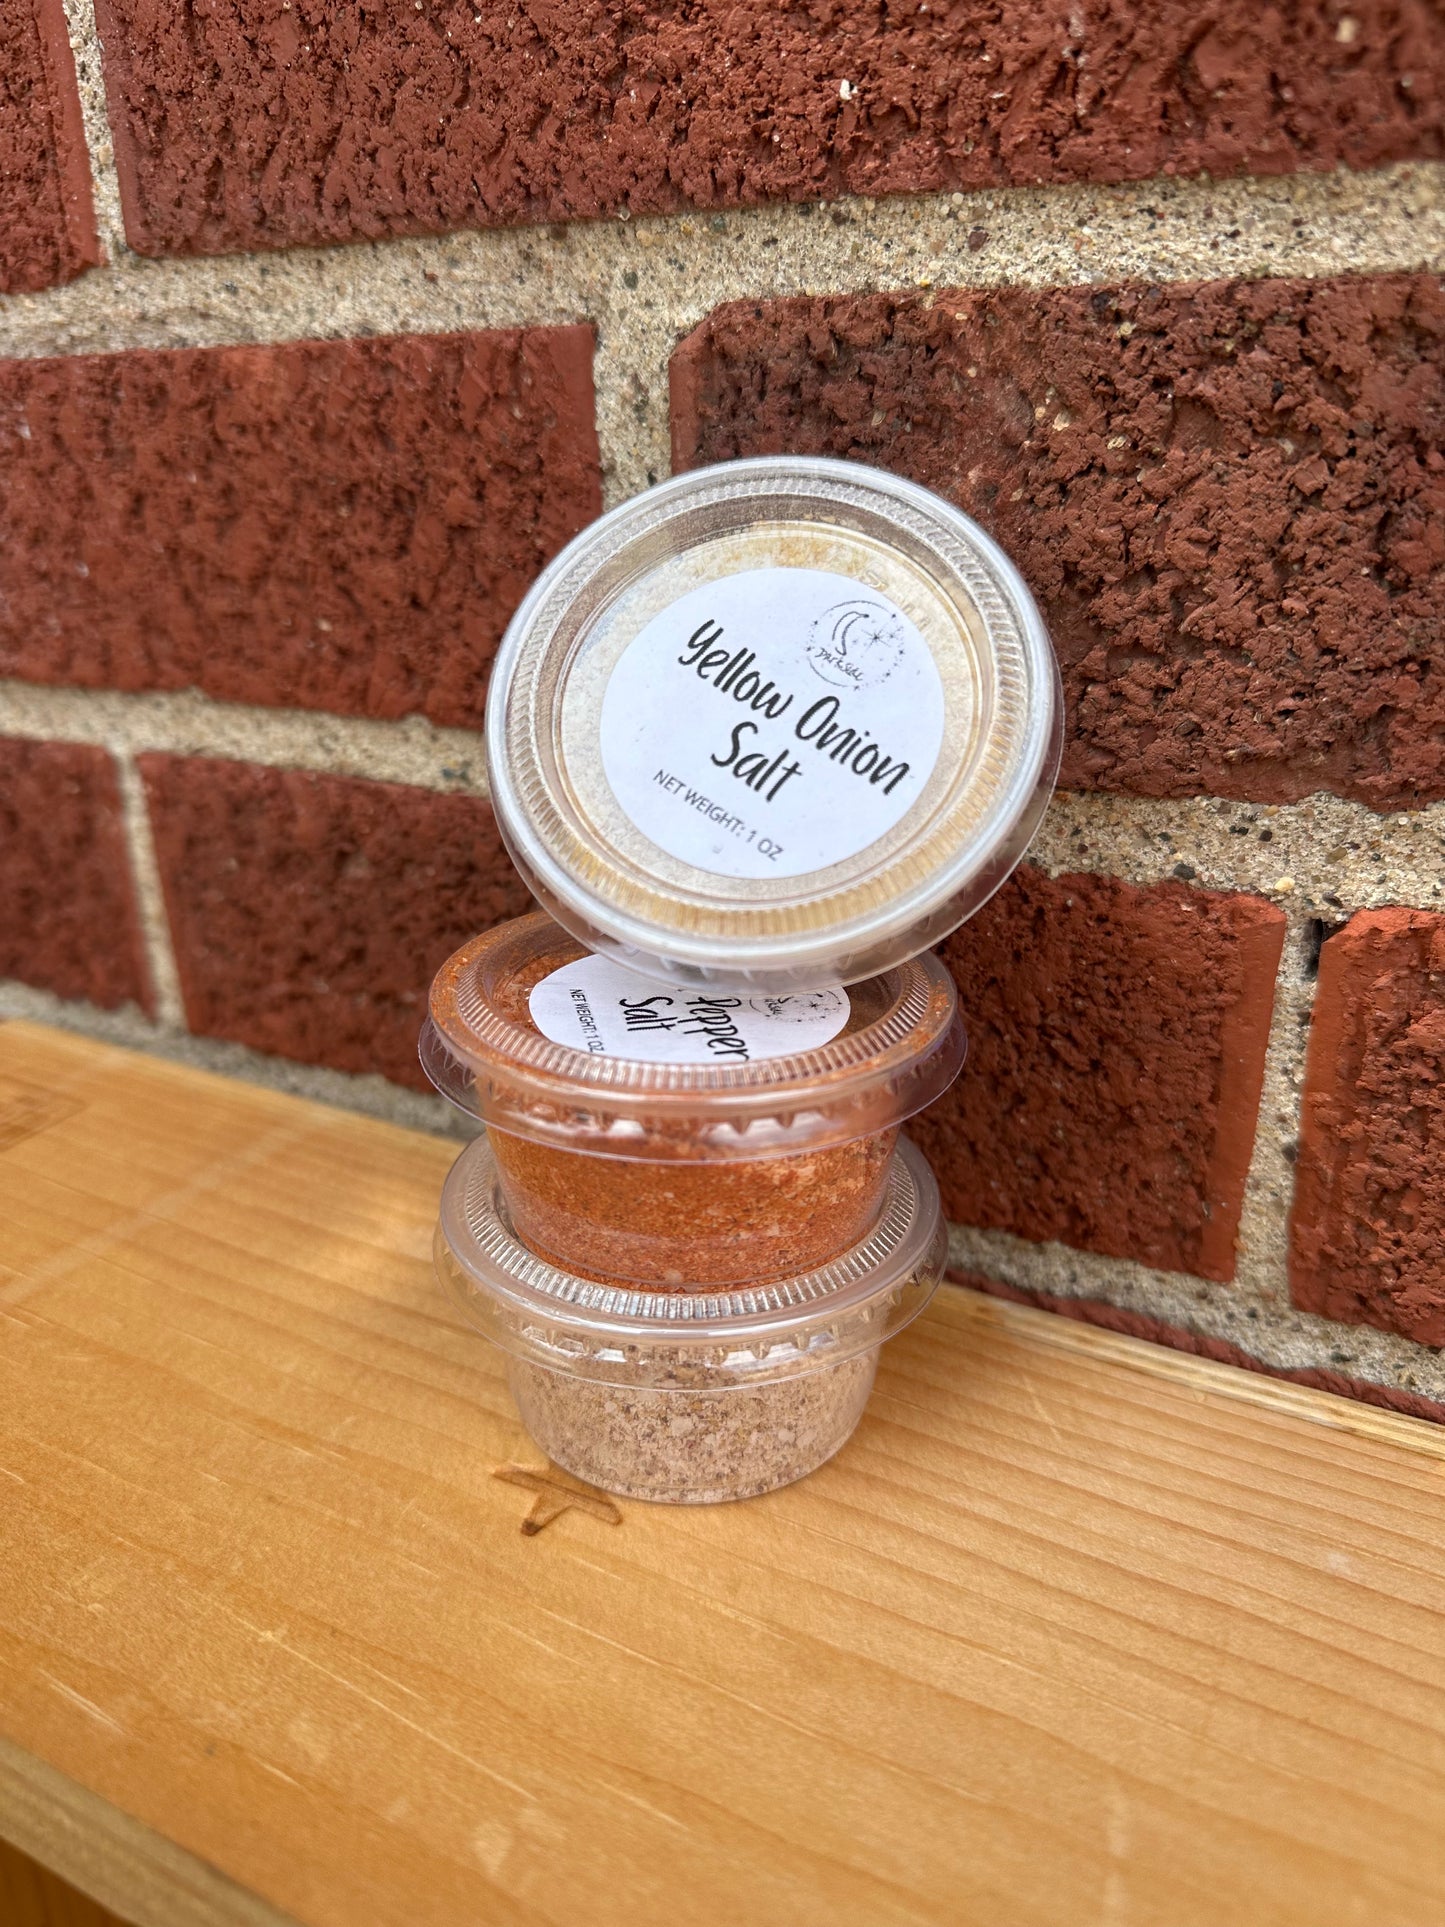 Yellow Onion
Salt
NET WEIGHT: 1 OZ
Pepper
Salt
NET WEIGHT: 1 OZ